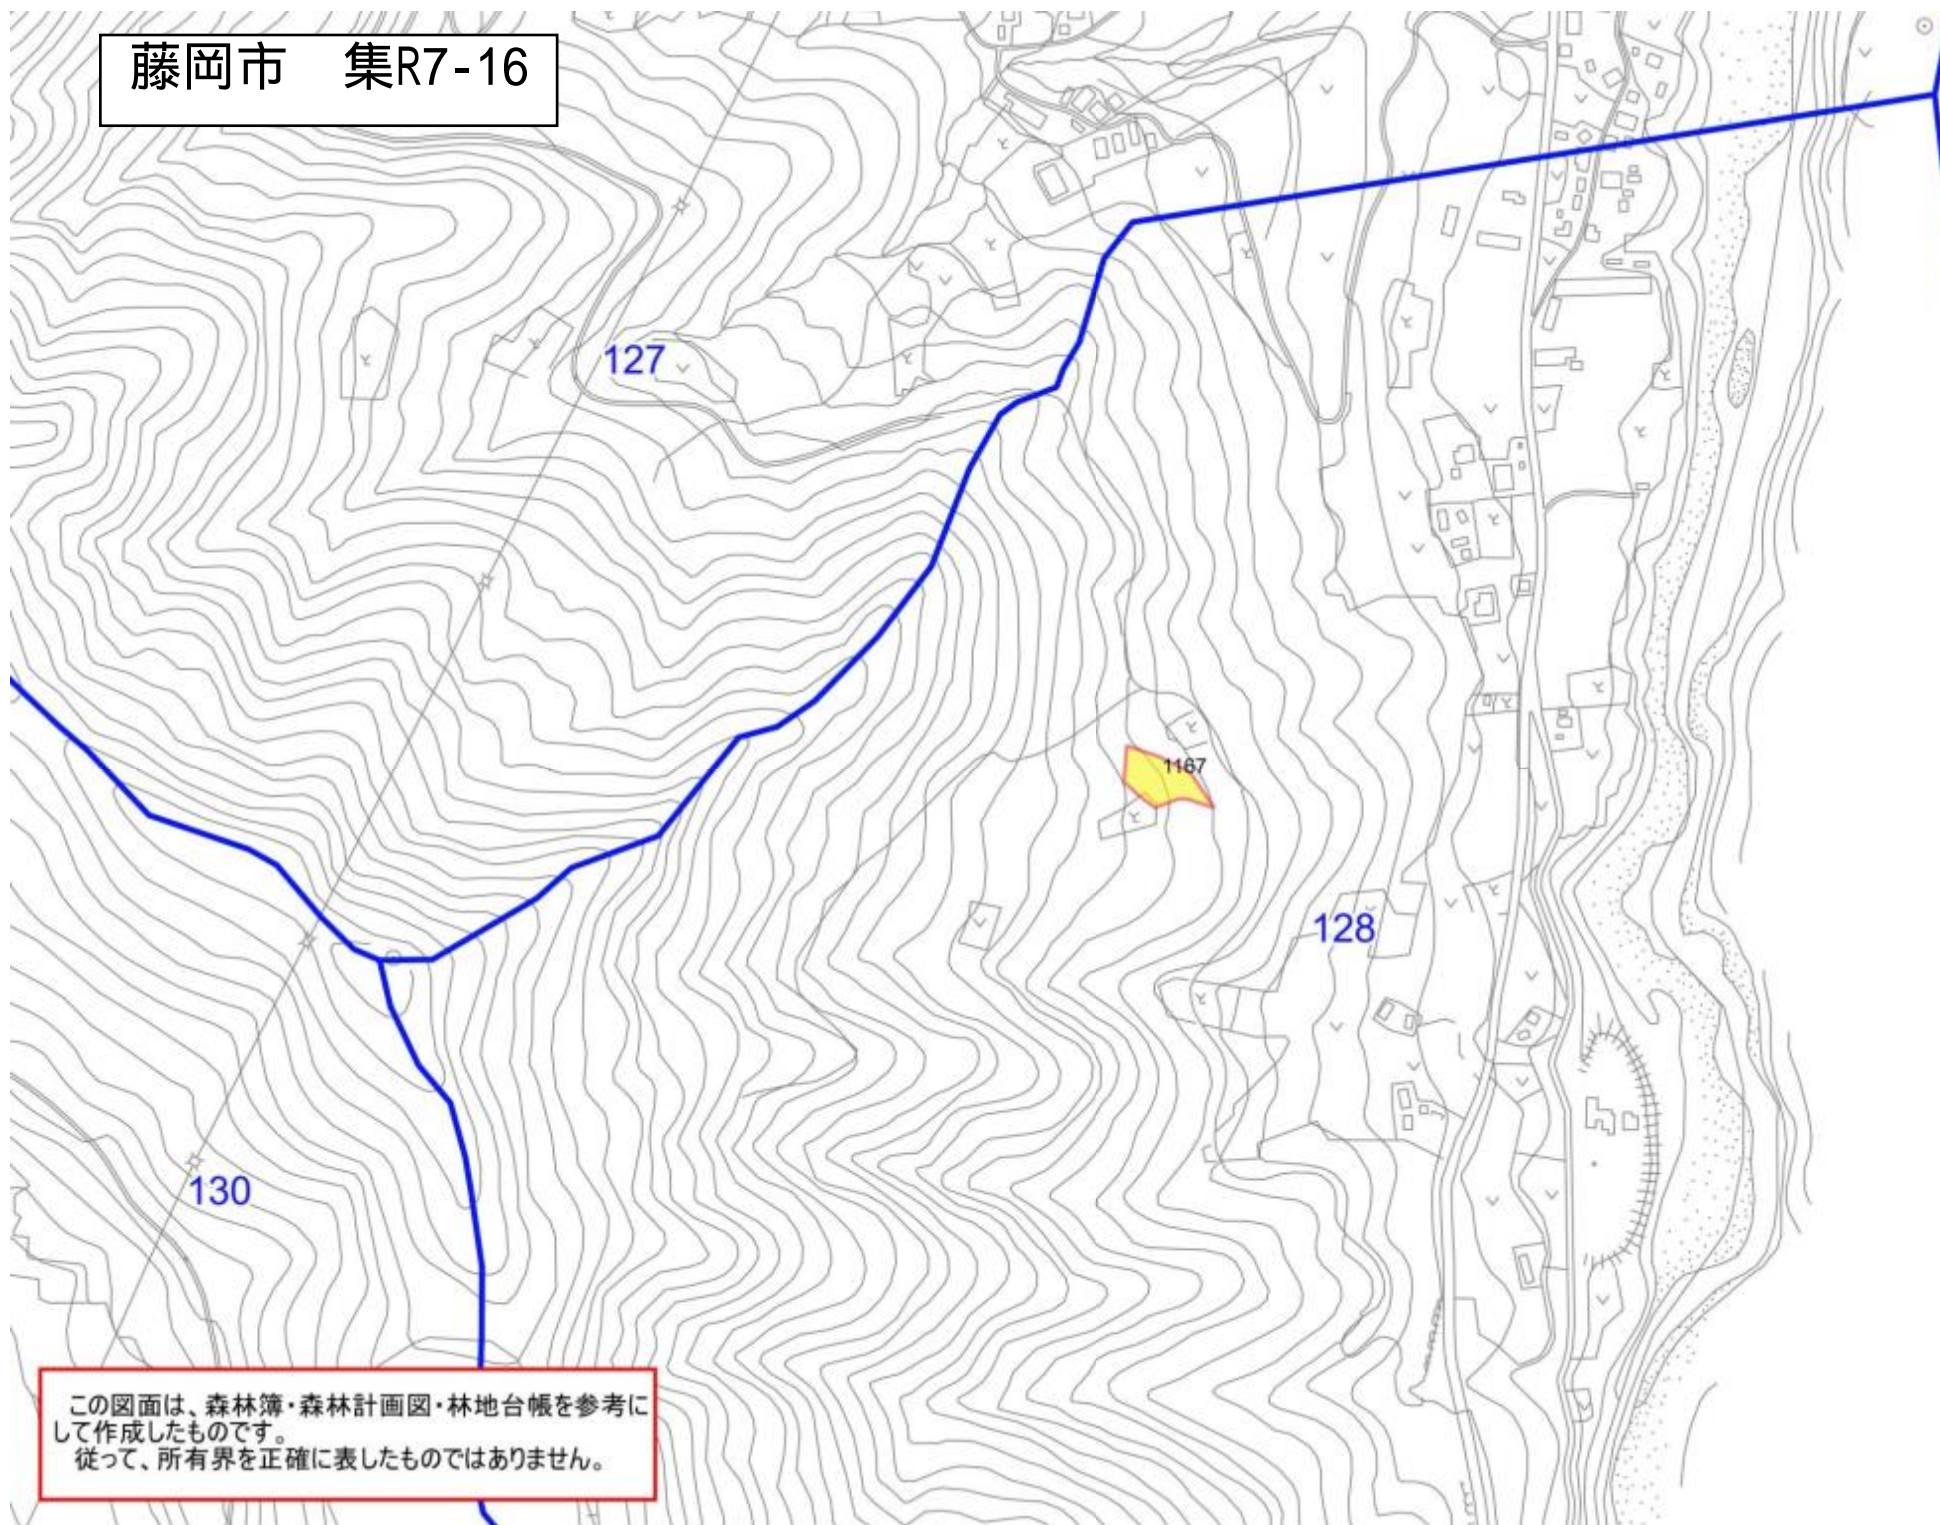 藤岡市　集R7-16
127
1167
128
130
この図面は、森林簿・森林計画図・林地台帳を参考に
して作成したものです。
従って、所有界を正確に表したものではありません。